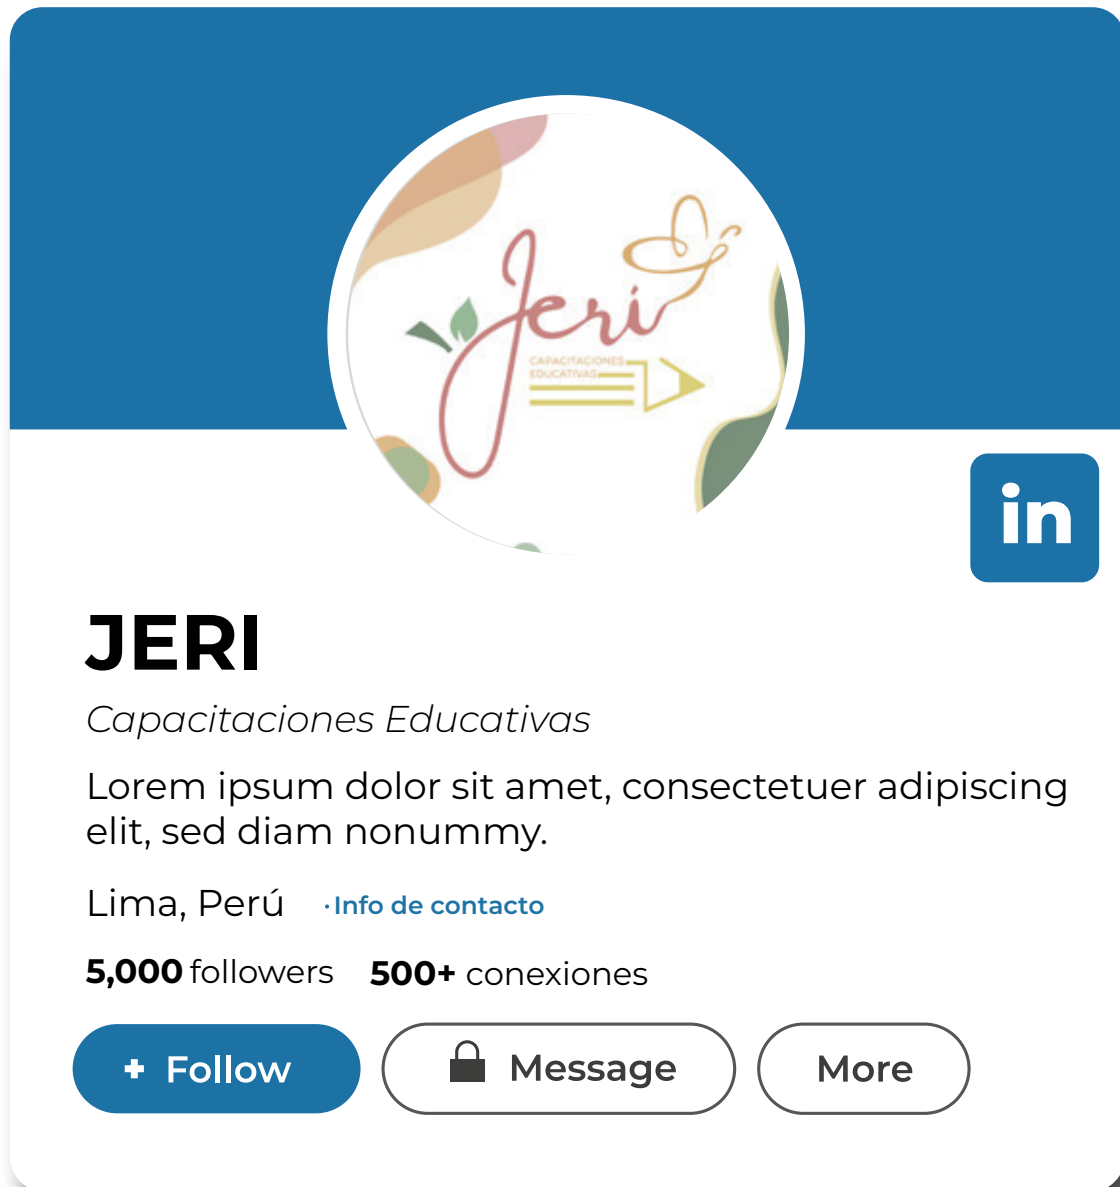 Jeri
CAPACITACIONES
EDUCATIVAS
in
JERI
Capacitaciones Educativas
Lorem ipsum dolor sit amet, consectetuer adipiscing
elit, sed diam nonummy.
Lima, Perú · Info de contacto
5,000 followers 500+ conexiones
+ Follow Message More